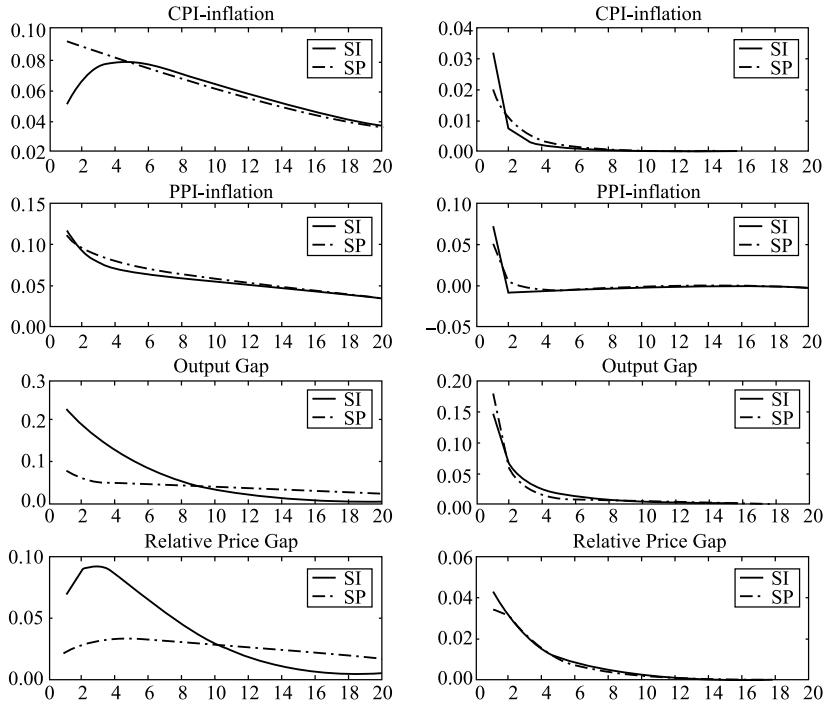 CPI-inflation
0.10
0.08
0.06
0.04
0.02
SI
SP
0 2 4 6 8 10 12 14 16 18 20
CPI-inflation
0.04
0.03
0.02
0.01
0.00
SI
SP
0 2 4 6 8 10 12 14 16 18 20
PPI-inflation
0.15
0.10
0.05
0.00
SI
SP
0 2 4 6 8 10 12 14 16 18 20
PPI-inflation
0.10
0.05
0.00
−0.05
SI
SP
0 2 4 6 8 10 12 14 16 18 20
Output Gap
0.3
0.2
0.1
0.0
SI
SP
0 2 4 6 8 10 12 14 16 18 20
Output Gap
0.20
0.15
0.10
0.05
0.00
SI
SP
0 2 4 6 8 10 12 14 16 18 20
Relative Price Gap
0.10
0.05
0.00
SI
SP
0 2 4 6 8 10 12 14 16 18 20
Relative Price Gap
0.06
0.04
0.02
0.00
SI
SP
0 2 4 6 8 10 12 14 16 18 20